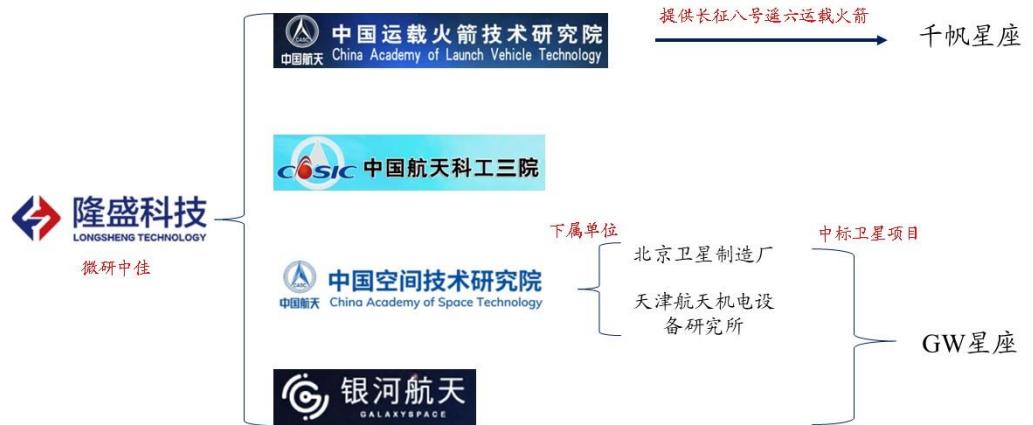 隆盛科技
LONGSHENG TECHNOLOGY
微研中佳
CASC
中国航天
中国运载火箭技术研究院
China Academy of Launch Vehicle Technology
提供长征八号遥六运载火箭
千帆星座
COSIC
中国航天科工三院
CASC
中国航天
中国空间技术研究院
China Academy of Space Technology
下属单位
北京卫星制造厂
天津航天机电设
备研究所
中标卫星项目
GW星座
银河航天
GALAXYSPACE